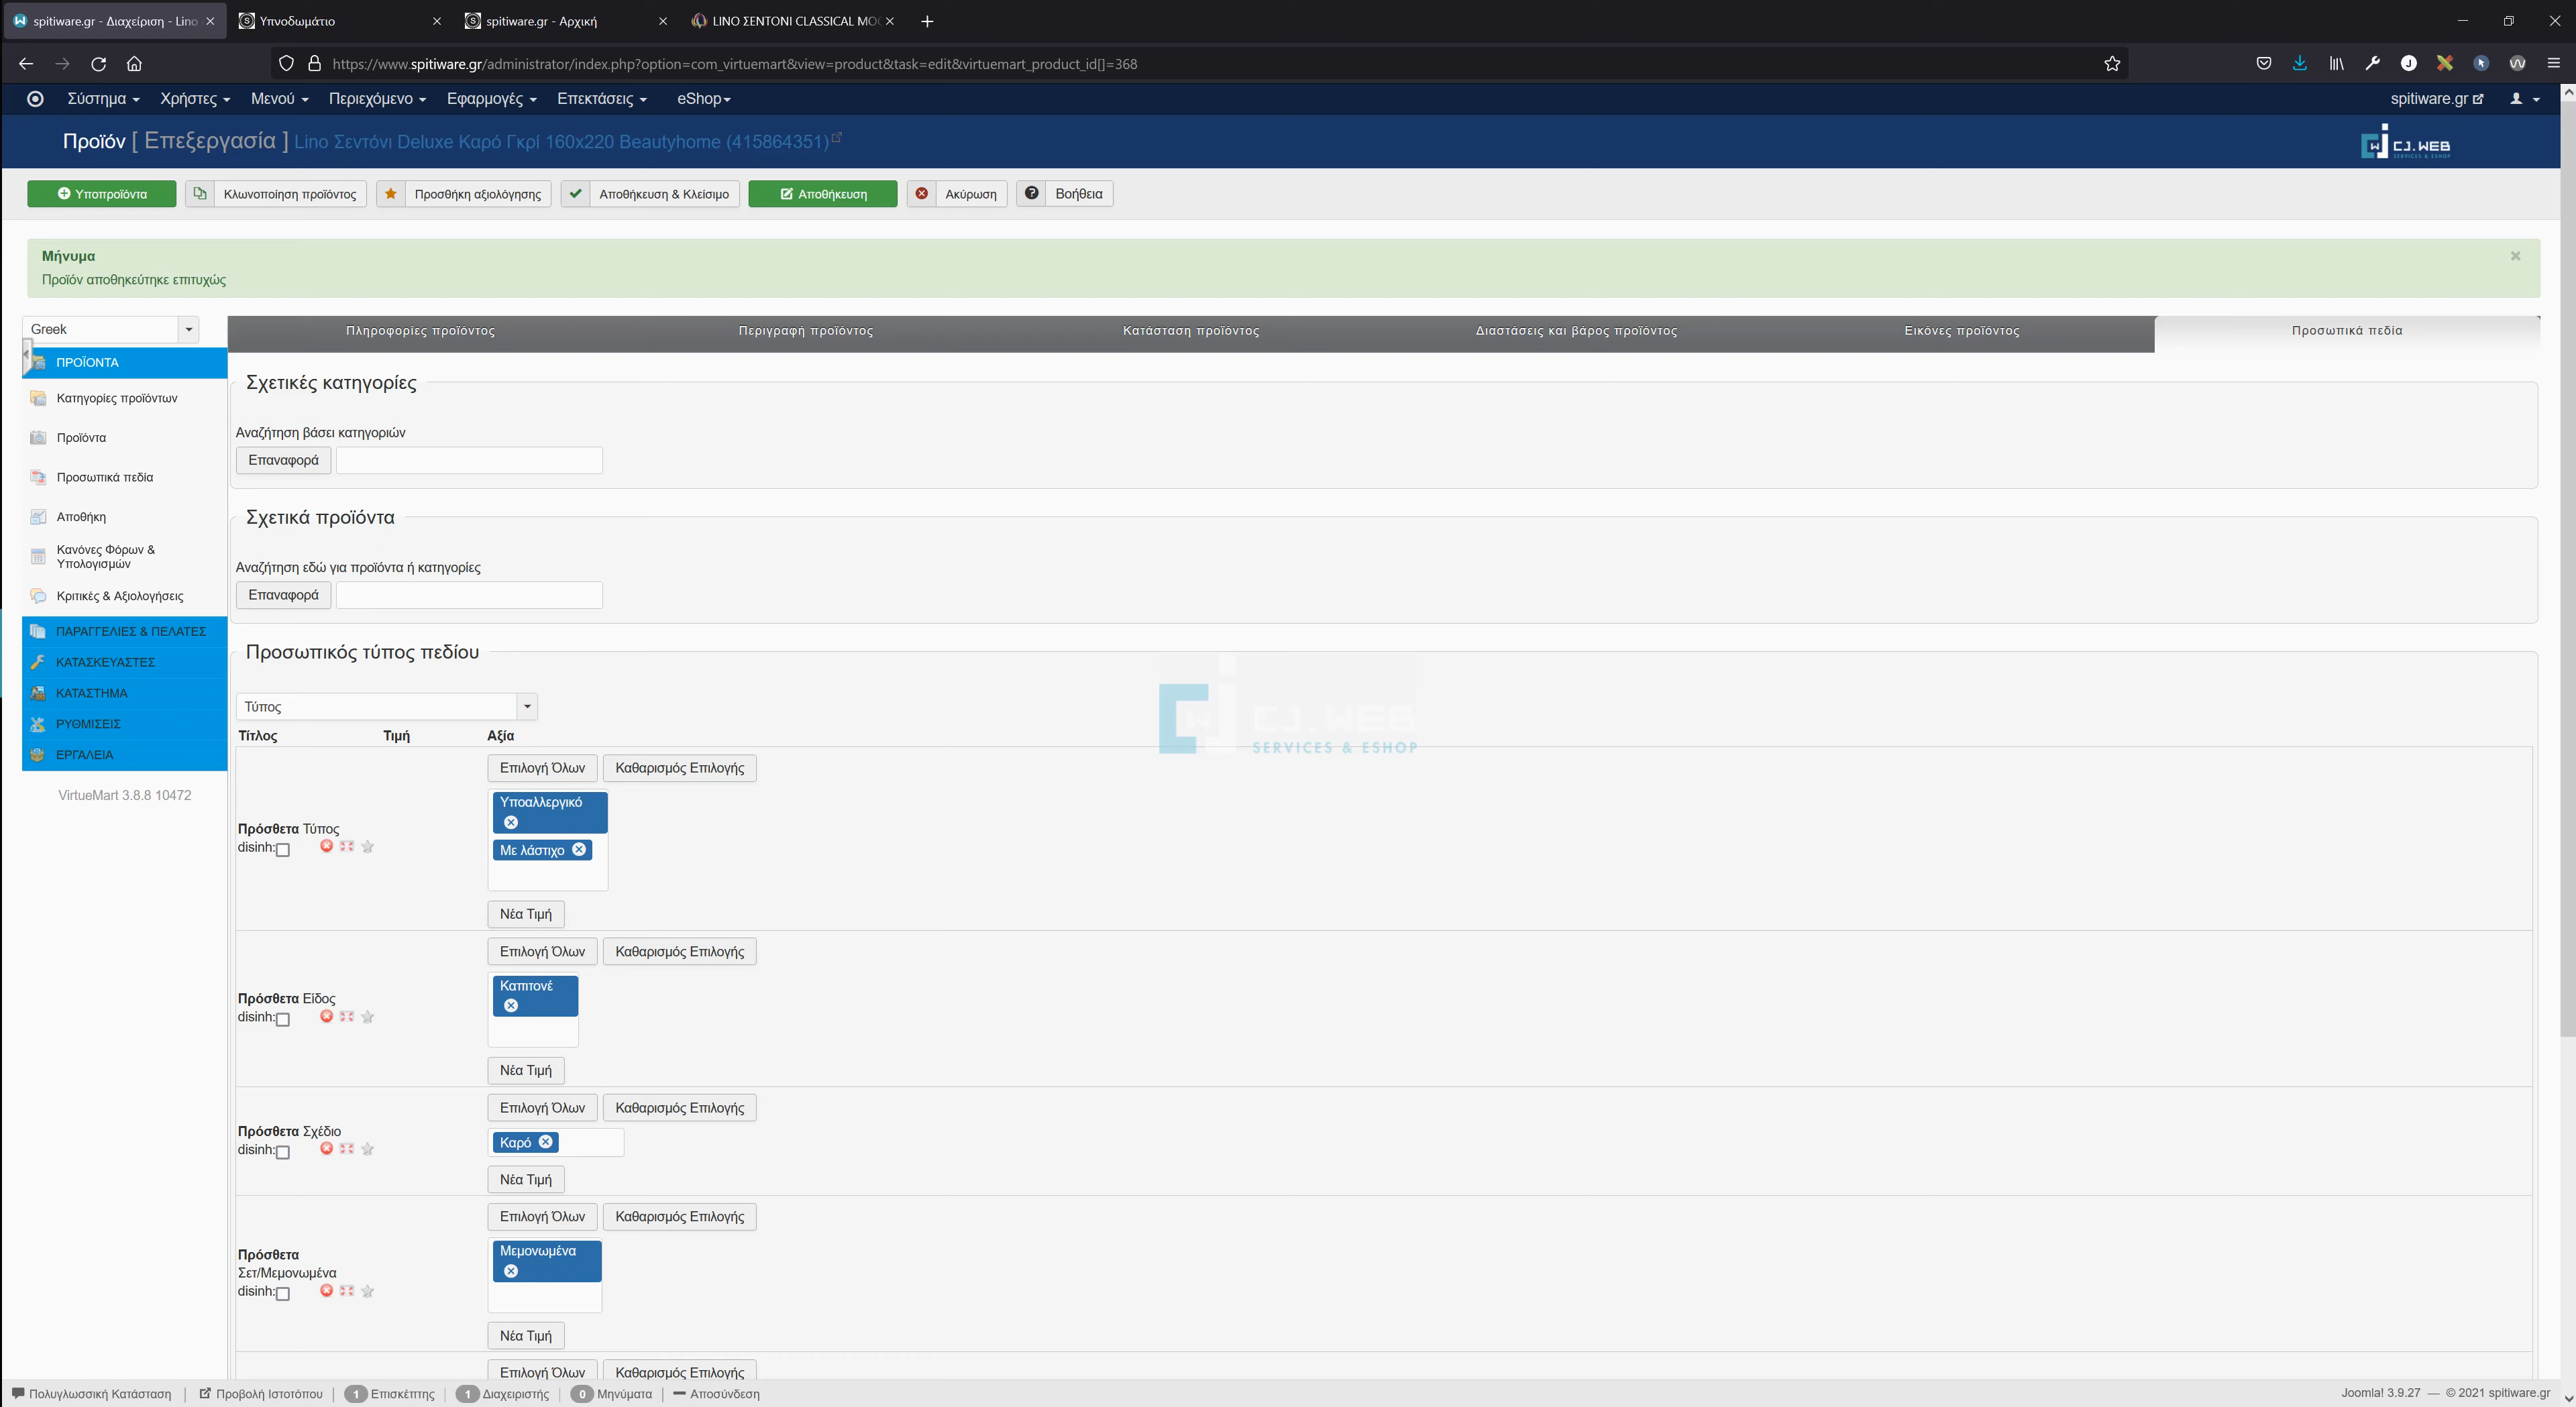 spitiware.gr - Διαχείριση - Lino
Υπνοδωμάτιο
spitiware.gr - Αρχική
LINO ΣΕΝΤΟΝΙ CLASSICAL MO
https://www.spitiware.gr/administrator/index.php?option=com_virtuemart&view=product&task=edit&virtuemart_product_id[]=368
Σύστημα
Χρήστες
Μενού
Περιεχόμενο
Εφαρμογές
Επεκτάσεις
eShop
spitiware.gr
Προϊόν [ Επεξεργασία ] Lino Σεντόνι Deluxe Καρό Γκρί 160x220 Beautyhome (415864351)
CJ.WEB
SERVICES & ESHOP
Υποπροϊόντα
Κλωνοποίηση προϊόντος
Προσθήκη αξιολόγησης
Αποθήκευση & Κλείσιμο
Αποθήκευση
Ακύρωση
Βοήθεια
Μήνυμα
Προϊόν αποθηκεύτηκε επιτυχώς
Greek
Πληροφορίες προϊόντος
Περιγραφή προϊόντος
Κατάσταση προϊόντος
Διαστάσεις και βάρος προϊόντος
Εικόνες προϊόντος
Προσωπικά πεδία
ΠΡΟΪΟΝΤΑ
Κατηγορίες προϊόντων
Προϊόντα
Προσωπικά πεδία
Αποθήκη
Κανόνες Φόρων &
Υπολογισμών
Κριτικές & Αξιολογήσεις
ΠΑΡΑΓΓΕΛΙΕΣ & ΠΕΛΑΤΕΣ
ΚΑΤΑΣΚΕΥΑΣΤΕΣ
ΚΑΤΑΣΤΗΜΑ
ΡΥΘΜΙΣΕΙΣ
ΕΡΓΑΛΕΙΑ
VirtueMart 3.8.8 10472
Σχετικές κατηγορίες
Αναζήτηση βάσει κατηγοριών
Επαναφορά
Σχετικά προϊόντα
Αναζήτηση εδώ για προϊόντα ή κατηγορίες
Επαναφορά
Προσωπικός τύπος πεδίου
Τύπος
CJ.WEB
SERVICES & ESHOP
Τίτλος
Τιμή
Αξία
Επιλογή Όλων
Καθαρισμός Επιλογής
Υποαλλεργικό
Πρόσθετα Τύπος
disinh:
Με λάστιχο
Νέα Τιμή
Επιλογή Όλων
Καθαρισμός Επιλογής
Καπιτονέ
Πρόσθετα Είδος
disinh:
Νέα Τιμή
Επιλογή Όλων
Καθαρισμός Επιλογής
Πρόσθετα Σχέδιο
Καρό
disinh:
Νέα Τιμή
Επιλογή Όλων
Καθαρισμός Επιλογής
Μεμονωμένα
Πρόσθετα
Σετ/Μεμονωμένα
disinh:
Νέα Τιμή
Επιλογή Όλων
Καθαρισμός Επιλογής
Πολυγλωσσική Κατάσταση
Προβολή Ιστοτόπου
1 Επισκέπτης
1 Διαχειριστής
0 Μηνύματα
Αποσύνδεση
Joomla! 3.9.27 — © 2021 spitiware.gr